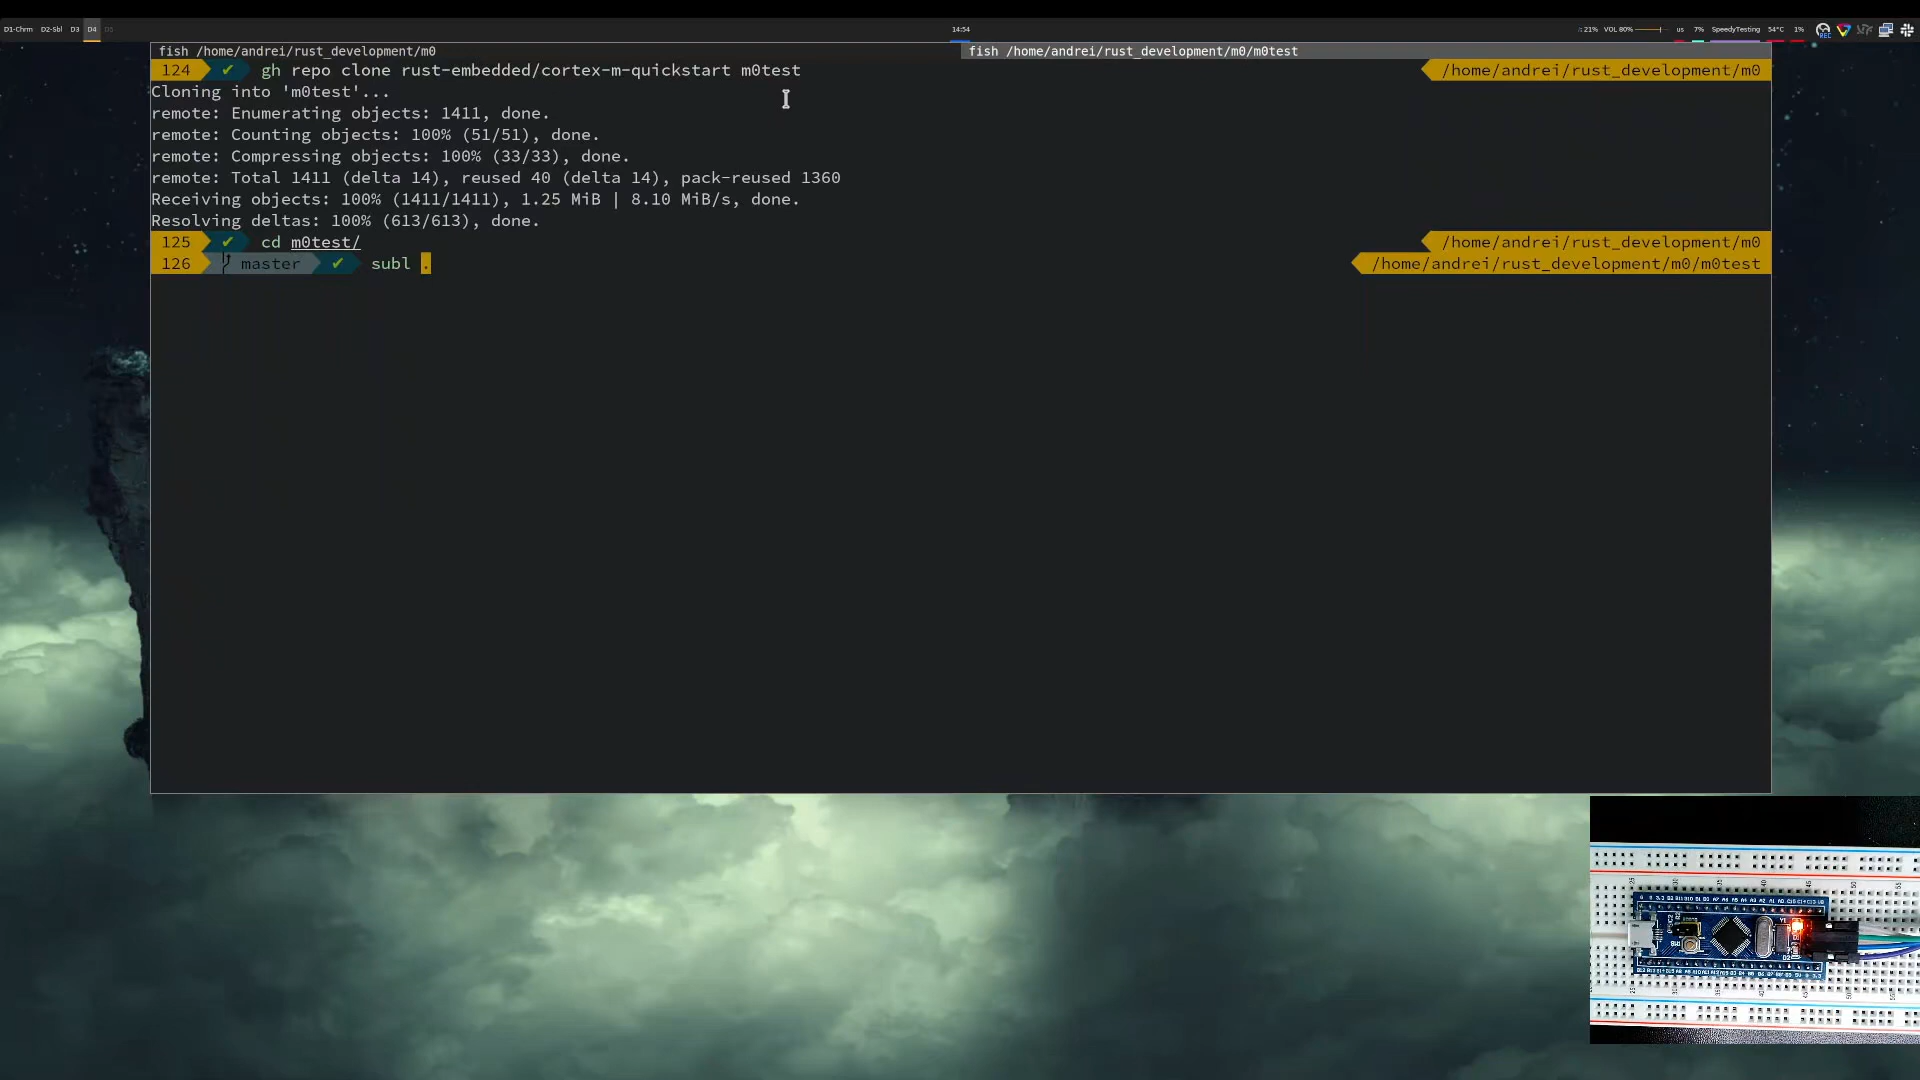 D1-Chrm D2-Sbl D3 D4 D5
14:54
21% VOL 80% us 7% SpeedyTesting 54°C 1%
fish /home/andrei/rust_development/m0
fish /home/andrei/rust_development/m0/m0test
124 ✔ gh repo clone rust-embedded/cortex-m-quickstart m0test /home/andrei/rust_development/m0
Cloning into 'm0test'...
remote: Enumerating objects: 1411, done.
remote: Counting objects: 100% (51/51), done.
remote: Compressing objects: 100% (33/33), done.
remote: Total 1411 (delta 14), reused 40 (delta 14), pack-reused 1360
Receiving objects: 100% (1411/1411), 1.25 MiB | 8.10 MiB/s, done.
Resolving deltas: 100% (613/613), done.
125 ✔ cd m0test/ /home/andrei/rust_development/m0
126 master ✔ subl . /home/andrei/rust_development/m0/m0test